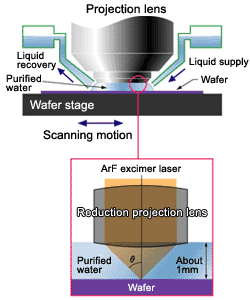 Projection lens
Liquid
recovery
Liquid supply
Purified
water
Wafer
Wafer stage
Scanning motion
ArF excimer laser
Reduction projection lens
θ
Purified
water
About
1mm
Wafer